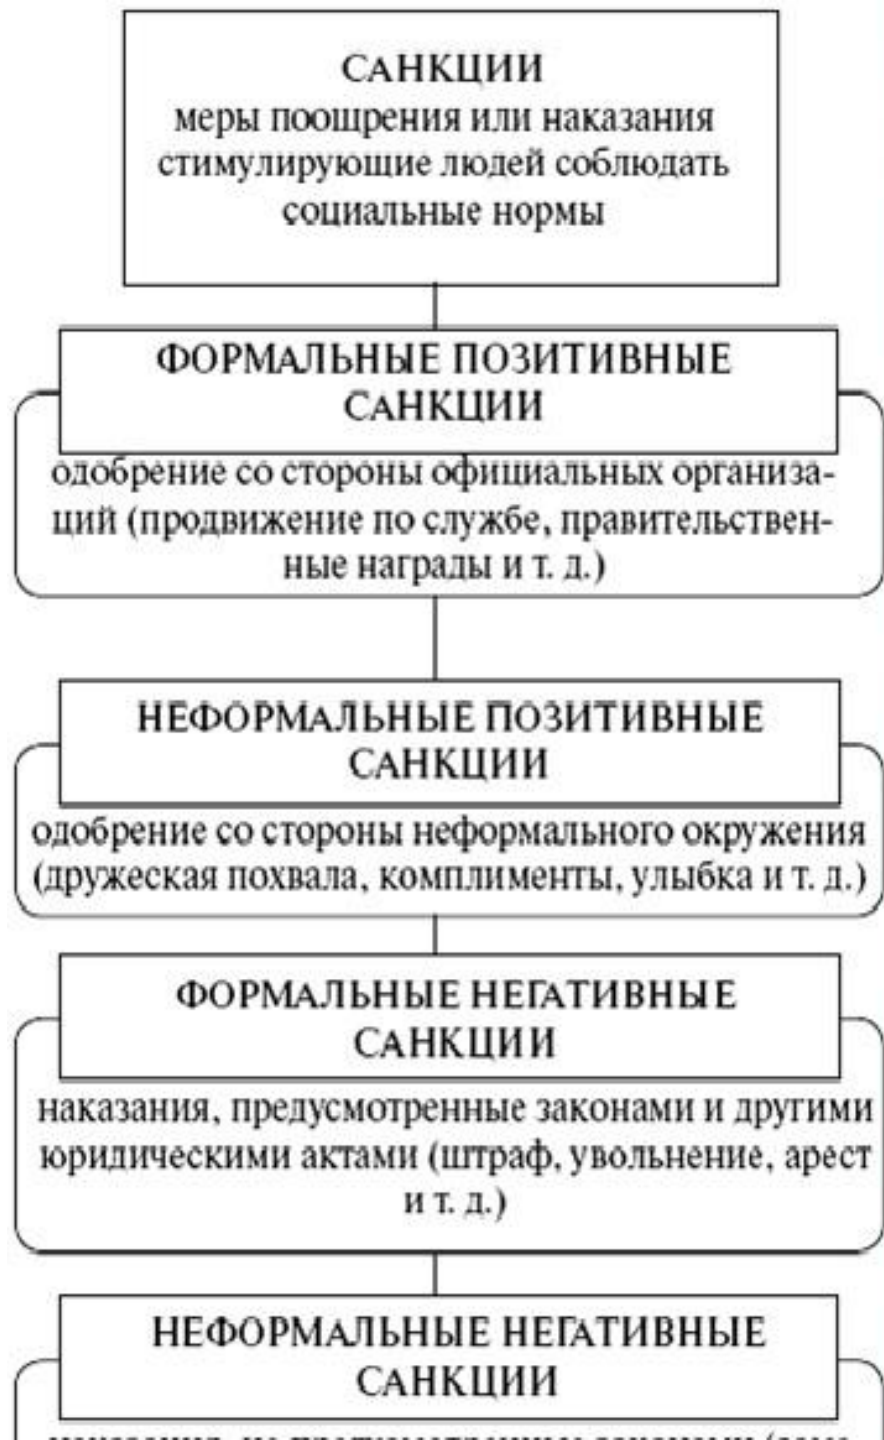 САНКЦИИ
меры поощрения или наказания
стимулирующие людей соблюдать
социальные нормы
ФОРМАЛЬНЫЕ ПОЗИТИВНЫЕ
САНКЦИИ
одобрение со стороны официальных организа-
ций (продвижение по службе, правительствен-
ные награды и т. д.)
НЕФОРМАЛЬНЫЕ ПОЗИТИВНЫЕ
САНКЦИИ
одобрение со стороны неформального окружения
(дружеская похвала, комплименты, улыбка и т. д.)
ФОРМАЛЬНЫЕ НЕГАТИВНЫЕ
САНКЦИИ
наказания, предусмотренные законами и другими
юридическими актами (штраф, увольнение, арест
и т. д.)
НЕФОРМАЛЬНЫЕ НЕГАТИВНЫЕ
САНКЦИИ